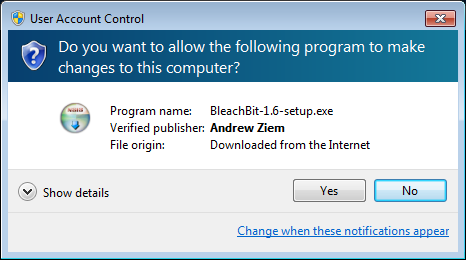 User Account Control
Do you want to allow the following program to make
changes to this computer?
Program name: BleachBit-1.6-setup.exe
Verified publisher: Andrew Ziem
File origin: Downloaded from the Internet
Show details
Yes
No
Change when these notifications appear